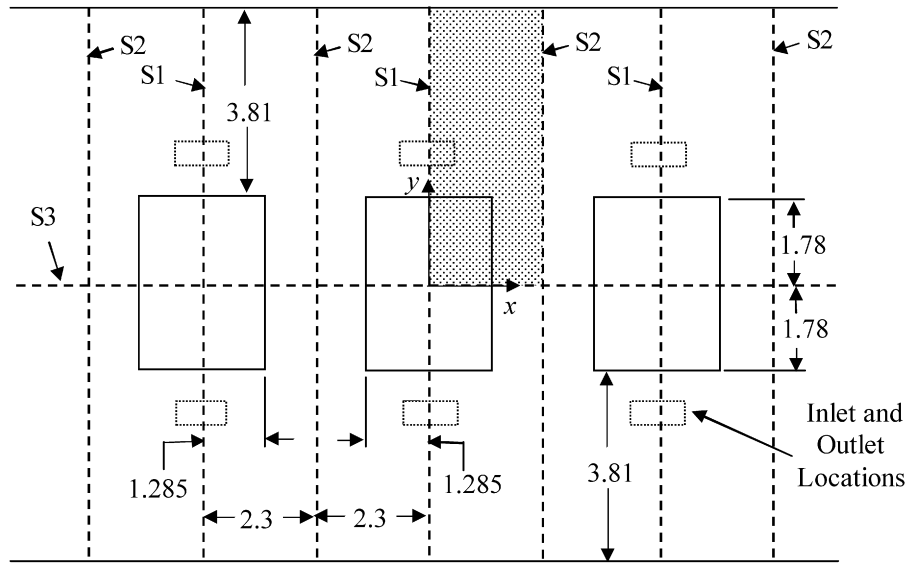 S2
S2
S2
S2
S1
S1
S1
3.81
y
S3
1.78
x
1.78
Inlet and
Outlet
Locations
3.81
1.285
1.285
2.3
2.3